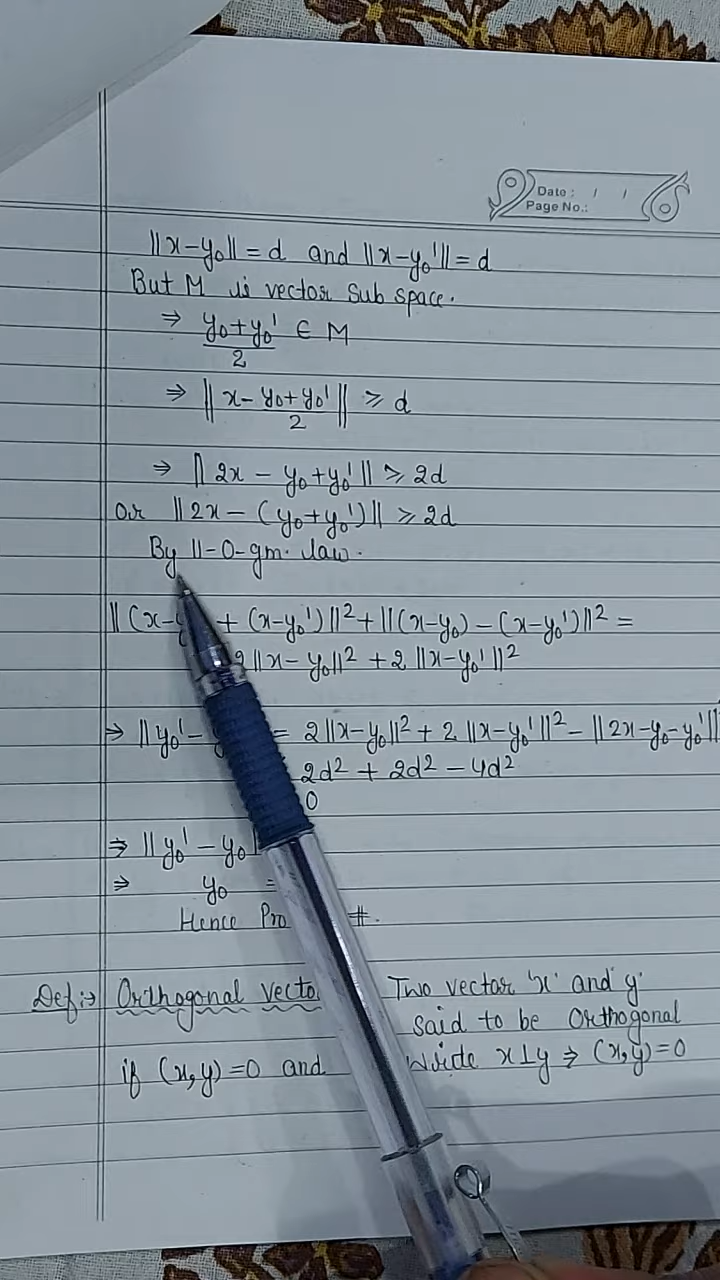 Date : / /
Page No.:
||x-y₀|| = d and ||x-y₀'|| = d
But M is vector Sub space.
⇒ (y₀+y₀')/2 ∈ M
⇒ ||(x- y₀+y₀')/2|| ≥ d
⇒ ||2x - y₀+y₀'|| ≥ 2d
Or ||2x - (y₀+y₀')|| ≥ 2d
By ||-O-gm. law.
||(x-y + (x-y₀')||² + ||(x-y₀) - (x-y₀')||² =
2||x-y₀||² + 2 ||x-y₀'||²
⇒ ||y₀'- = 2||x-y₀||² + 2 ||x-y₀'||² - ||2x-y₀-y₀'||
2d² + 2d² - 4d²
0
⇒ ||y₀'-y₀|
⇒ y₀ =
Hence Pro #.
Def:→ Orthogonal vecto Two vector 'x' and y'
said to be Orthogonal
if (x,y)=0 and write x⊥y ⇒ (x,y)=0